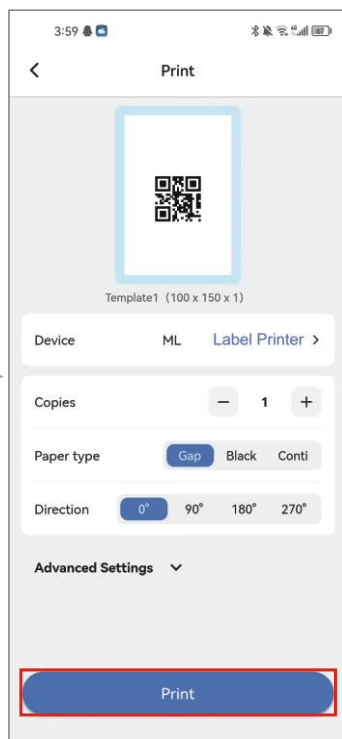 3:59
Print
Template1 (100 x 150 x 1)
Device ML Label Printer >
Copies − 1 +
Paper type Gap Black Conti
Direction 0° 90° 180° 270°
Advanced Settings
Print